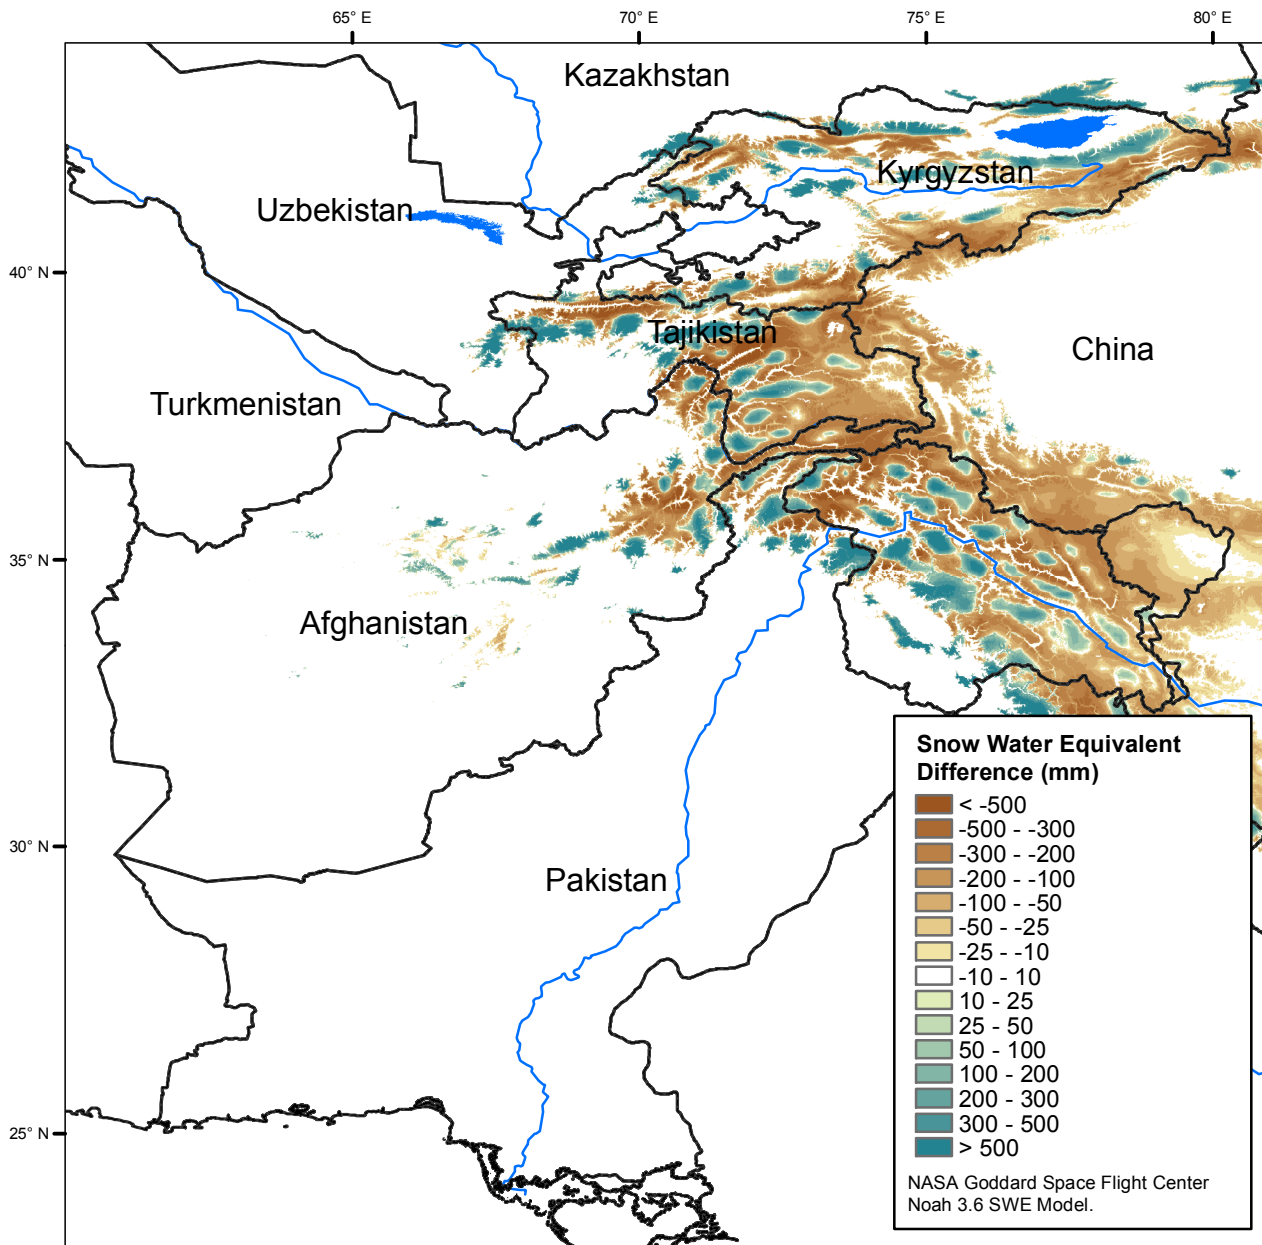 65° E
70° E
75° E
80° E
Kazakhstan
Kyrgyzstan
Uzbekistan
40° N
Tajikistan
China
Turkmenistan
35° N
Afghanistan
30° N
Pakistan
25° N
Snow Water Equivalent
Difference (mm)
< -500
-500 - -300
-300 - -200
-200 - -100
-100 - -50
-50 - -25
-25 - -10
-10 - 10
10 - 25
25 - 50
50 - 100
100 - 200
200 - 300
300 - 500
> 500
NASA Goddard Space Flight Center
Noah 3.6 SWE Model.